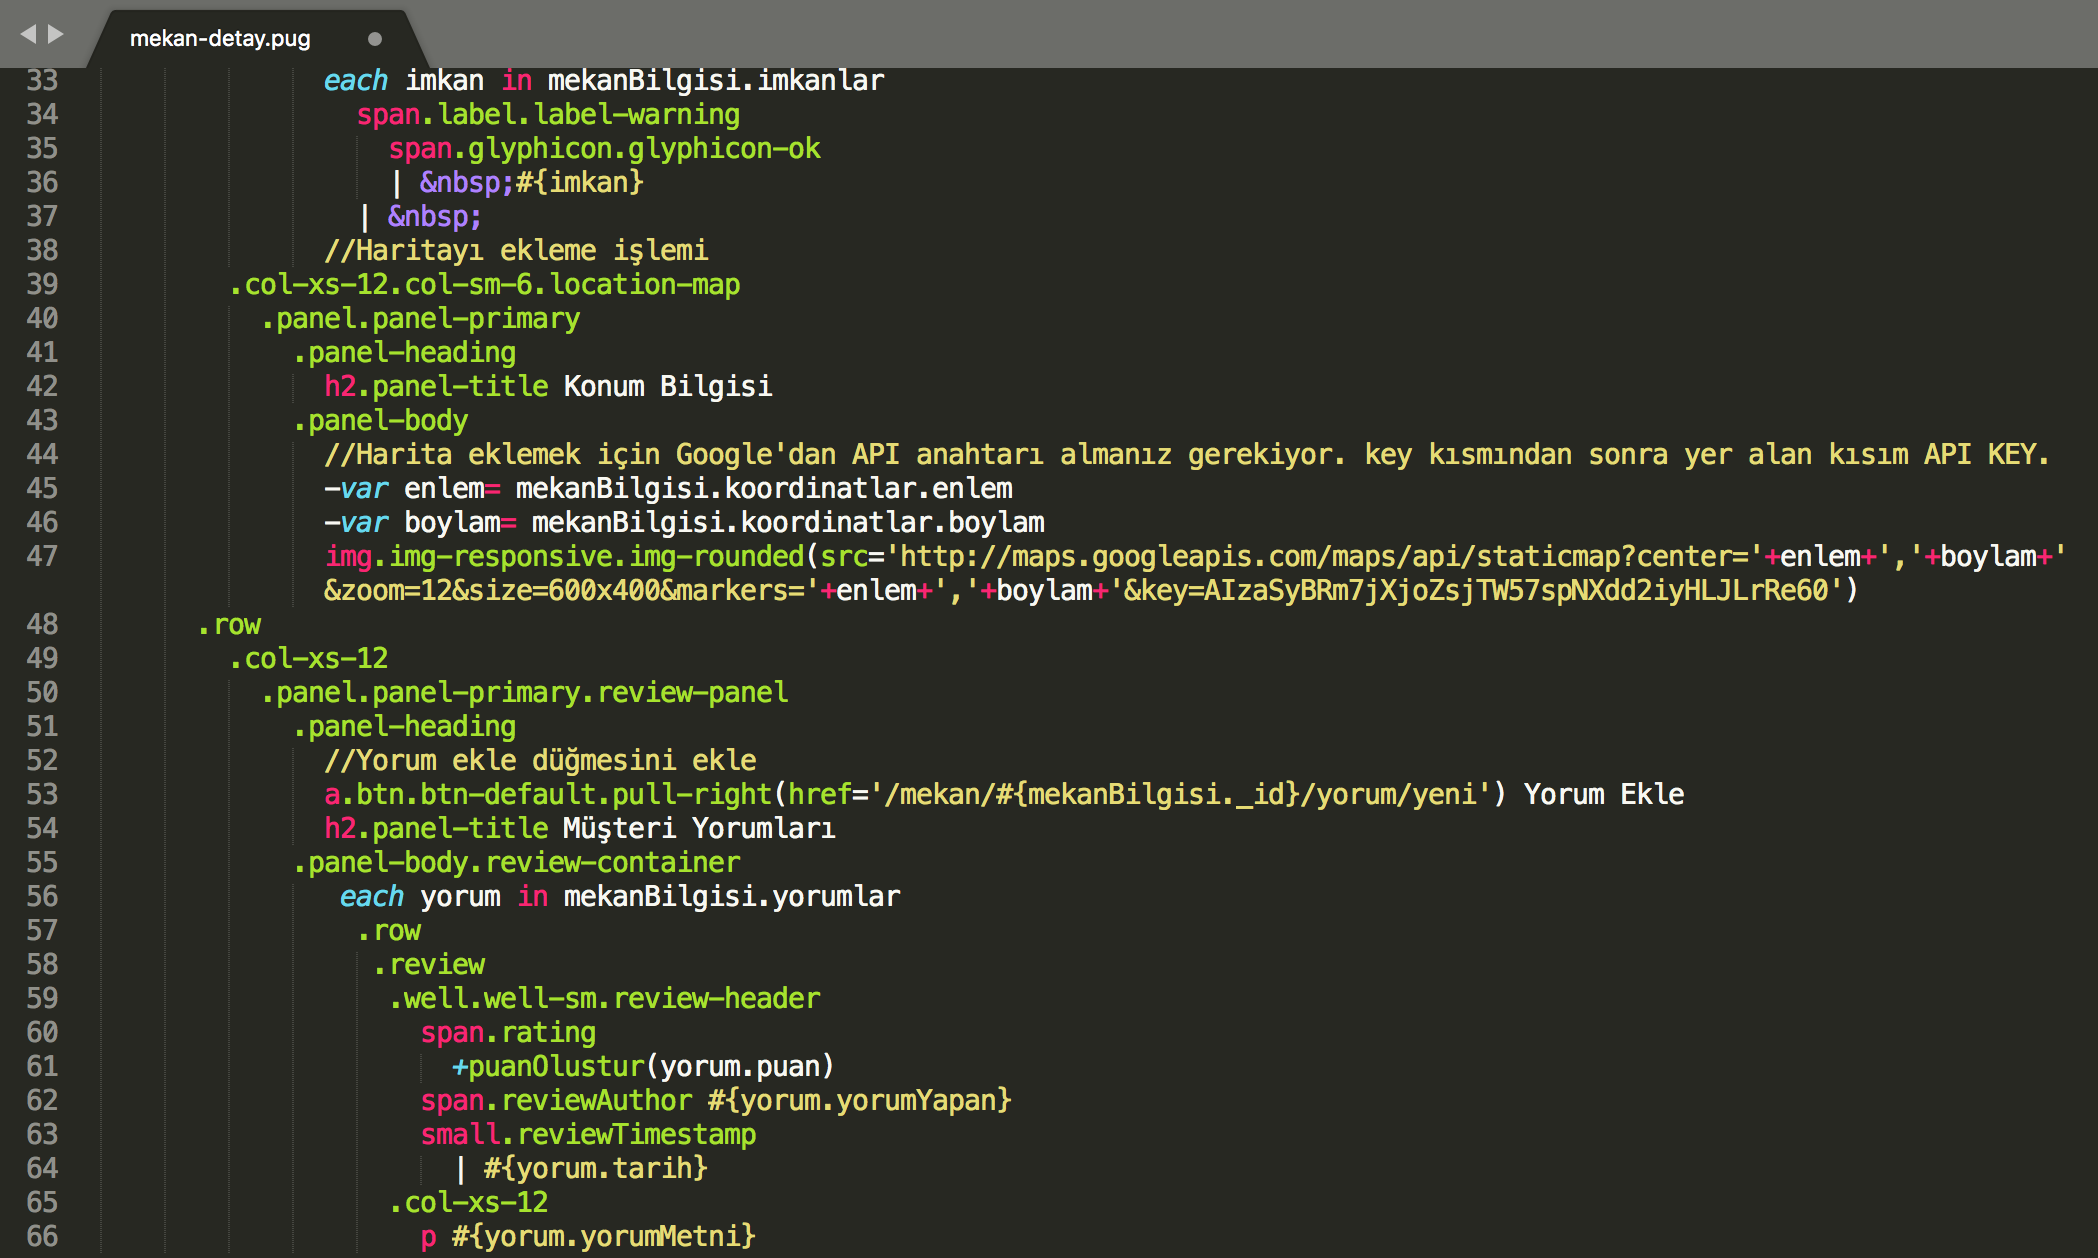 mekan-detay.pug
33 each imkan in mekanBilgisi.imkanlar
34 span.label.label-warning
35 span.glyphicon.glyphicon-ok
36 | &nbsp;#{imkan}
37 | &nbsp;
38 //Haritayı ekleme işlemi
39 .col-xs-12.col-sm-6.location-map
40 .panel.panel-primary
41 .panel-heading
42 h2.panel-title Konum Bilgisi
43 .panel-body
44 //Harita eklemek için Google'dan API anahtarı almanız gerekiyor. key kısmından sonra yer alan kısım API KEY.
45 -var enlem= mekanBilgisi.koordinatlar.enlem
46 -var boylam= mekanBilgisi.koordinatlar.boylam
47 img.img-responsive.img-rounded(src='http://maps.googleapis.com/maps/api/staticmap?center='+enlem+','+boylam+'
&zoom=12&size=600x400&markers='+enlem+','+boylam+'&key=AIzaSyBRm7jXjoZsjTW57spNXdd2iyHLJLrRe60')
48 .row
49 .col-xs-12
50 .panel.panel-primary.review-panel
51 .panel-heading
52 //Yorum ekle düğmesini ekle
53 a.btn.btn-default.pull-right(href='/mekan/#{mekanBilgisi._id}/yorum/yeni') Yorum Ekle
54 h2.panel-title Müşteri Yorumları
55 .panel-body.review-container
56 each yorum in mekanBilgisi.yorumlar
57 .row
58 .review
59 .well.well-sm.review-header
60 span.rating
61 +puanOlustur(yorum.puan)
62 span.reviewAuthor #{yorum.yorumYapan}
63 small.reviewTimestamp
64 | #{yorum.tarih}
65 .col-xs-12
66 p #{yorum.yorumMetni}